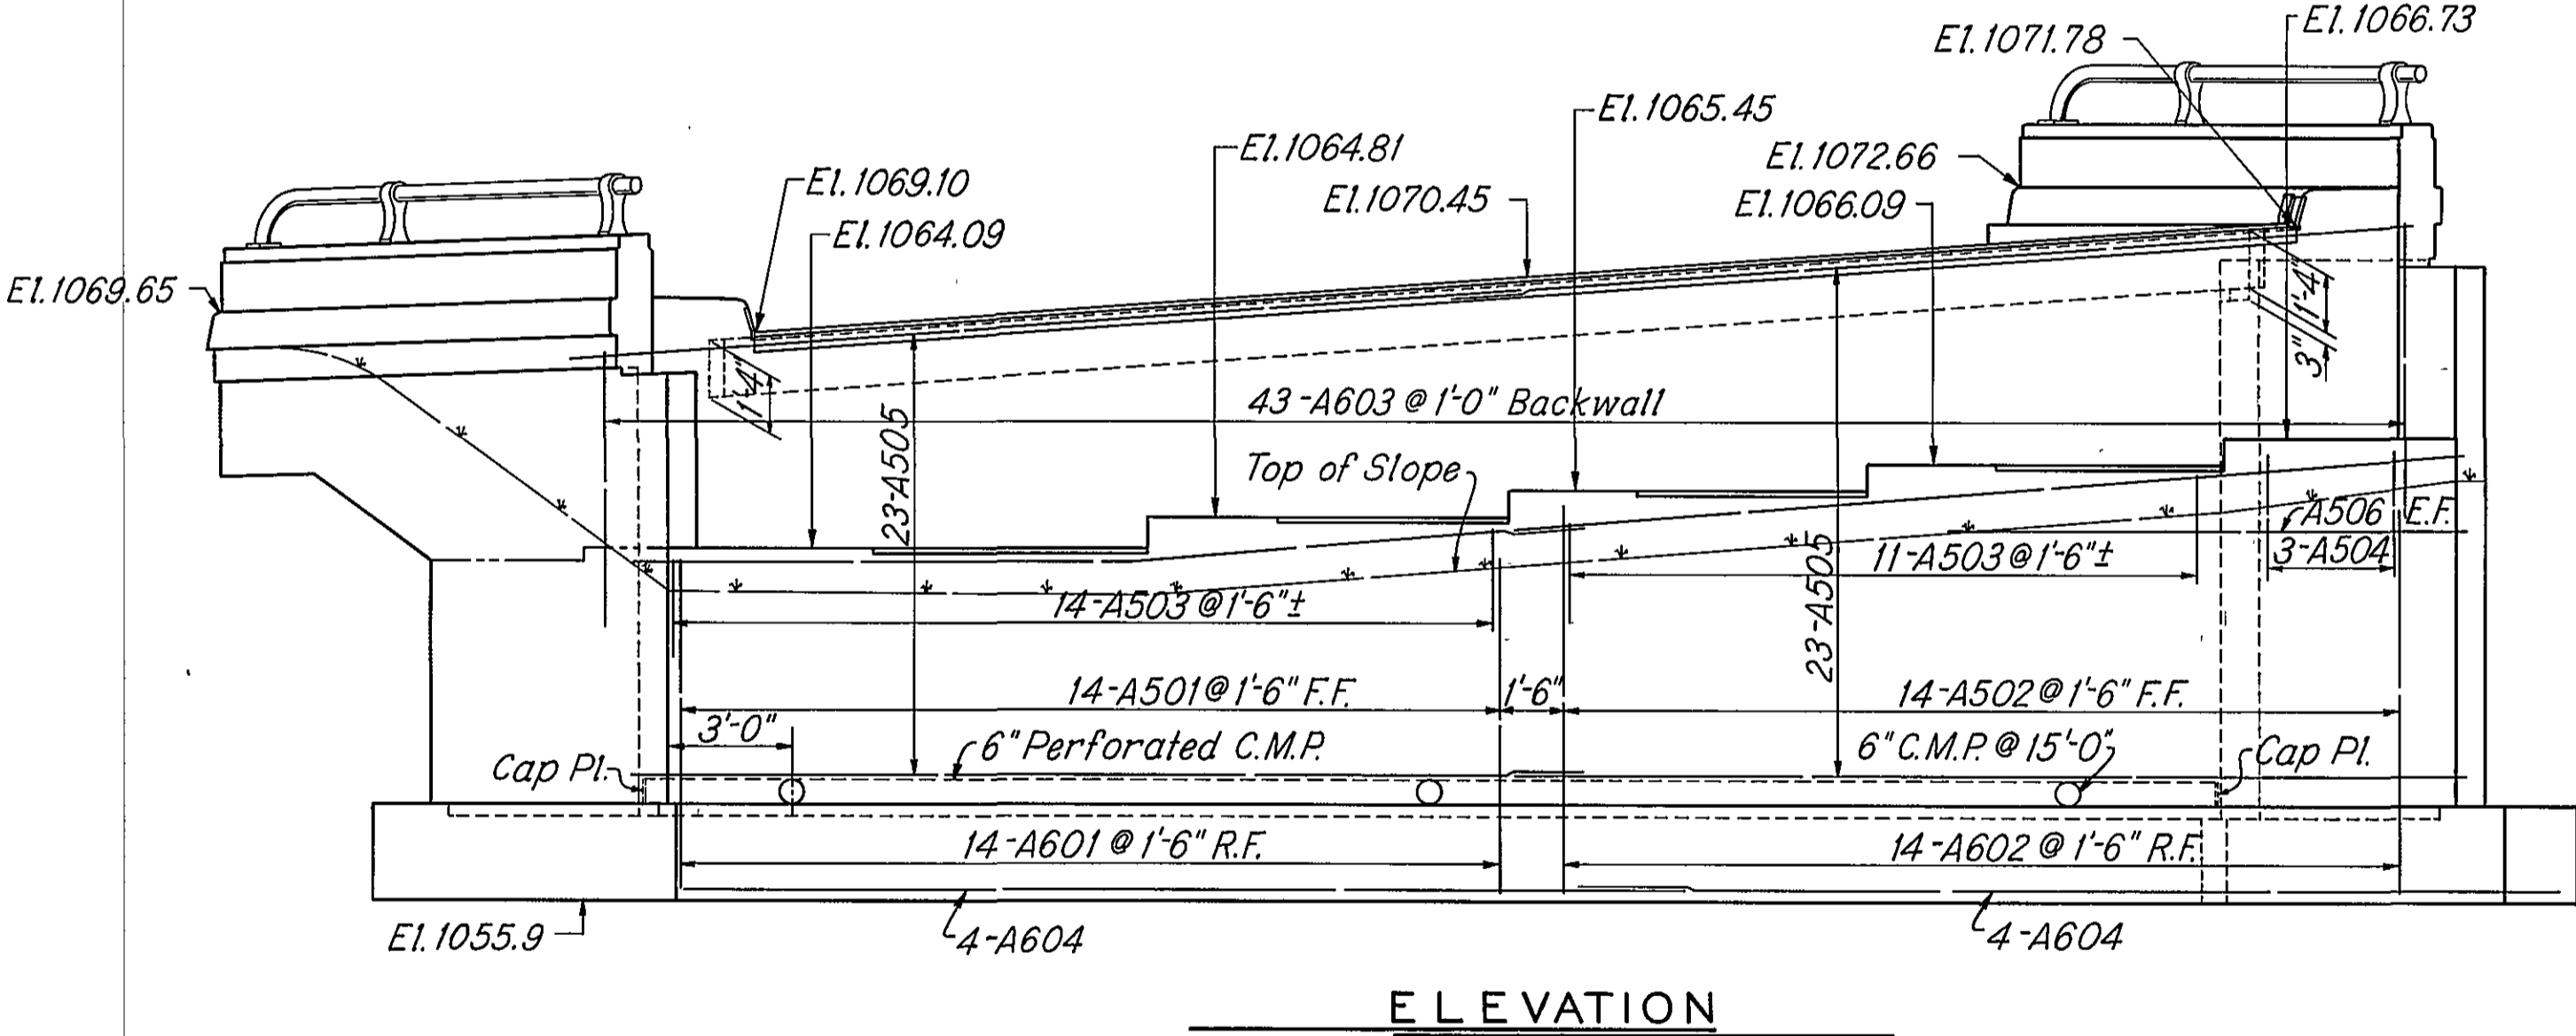 El. 1066.73
El. 1071.78
El. 1065.45
El. 1064.81
El. 1072.66
El. 1069.10
El. 1070.45
El. 1066.09
El. 1064.09
El. 1069.65
1'-4"
3"
1'-4
43-A603 @ 1'-0" Backwall
23-A505
Top of Slope
A506 E.F.
11-A503 @ 1'-6"±
3-A504
23-A505
14-A503 @ 1'-6"±
14-A501 @ 1'-6" F.F.
1'-6"
14-A502 @ 1'-6" F.F.
3'-0"
6" Perforated C.M.P.
6" C.M.P. @ 15'-0"
Cap Pl.
Cap Pl.
14-A601 @ 1'-6" R.F.
14-A602 @ 1'-6" R.F.
El. 1055.9
4-A604
4-A604
ELEVATION